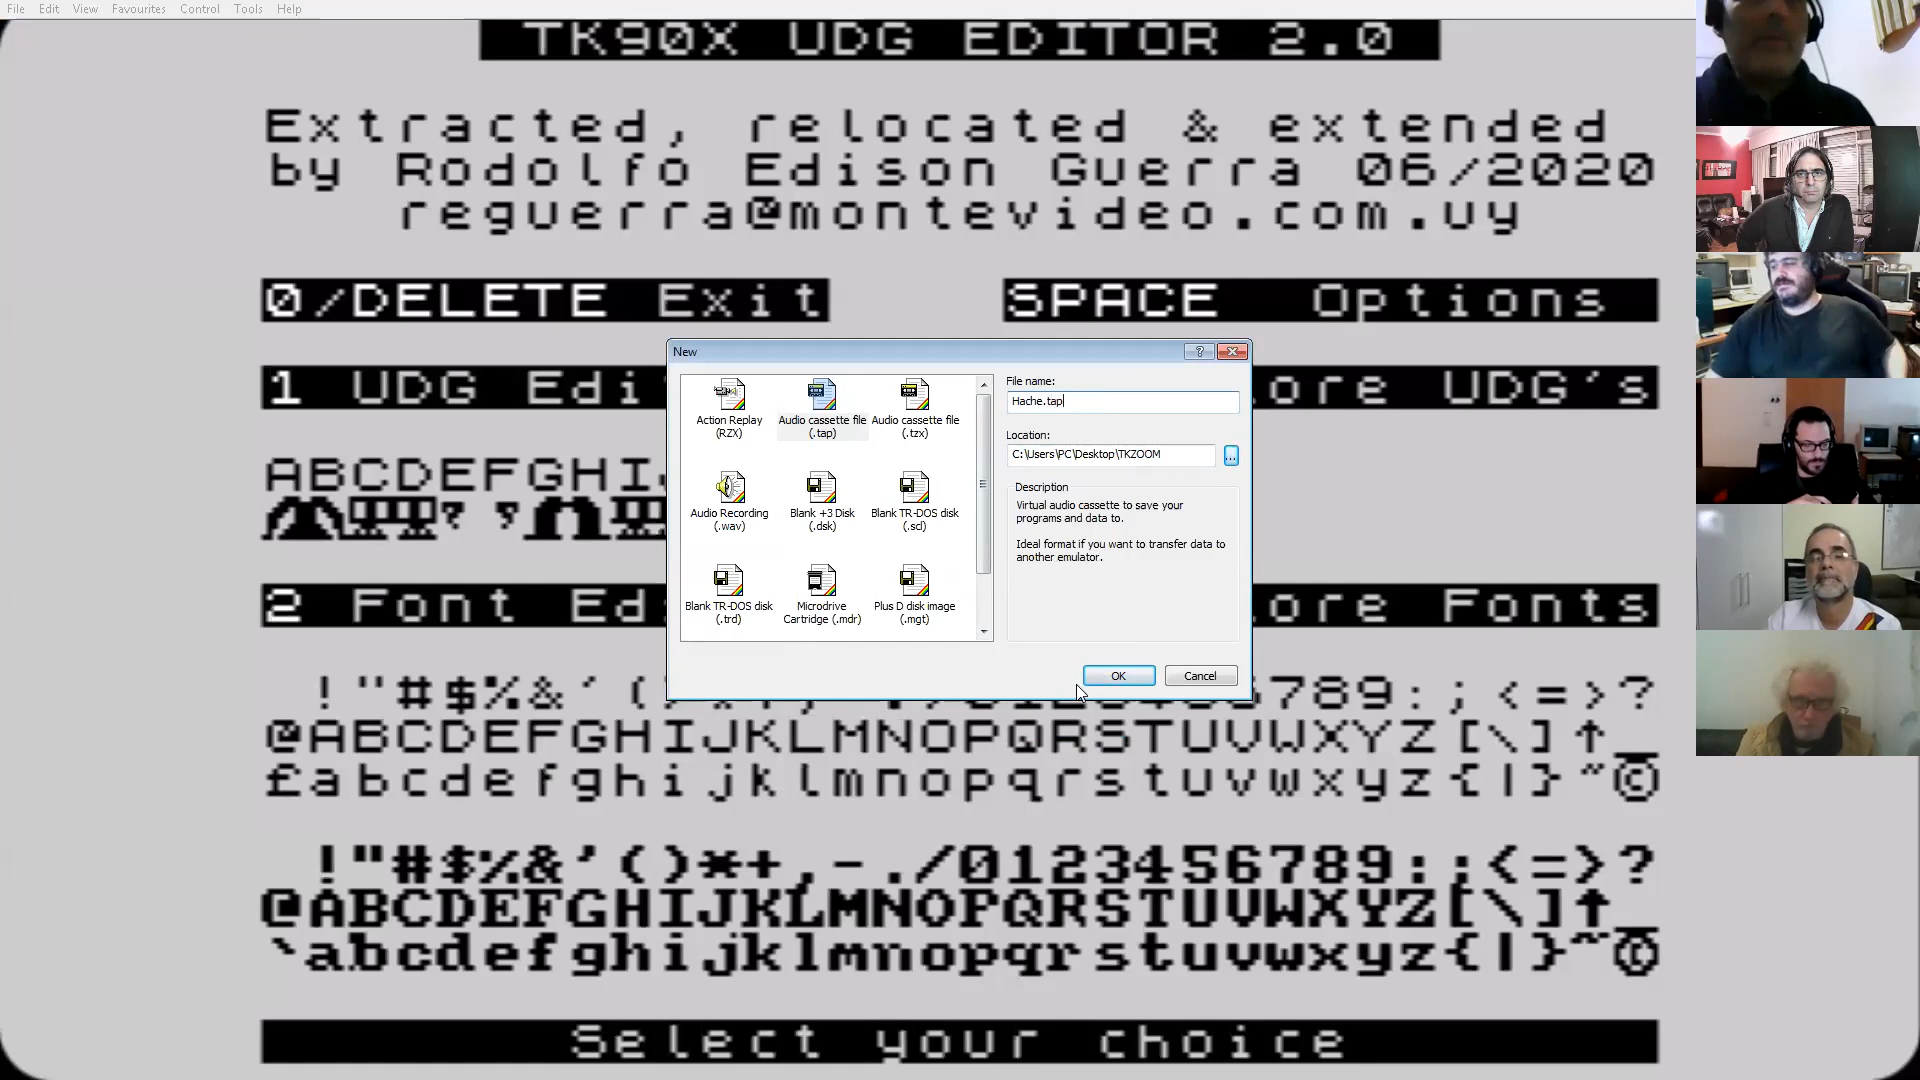 File Edit View Favourites Control Tools Help
TK90X UDG EDITOR 2.0
Extracted, relocated & extended
by Rodolfo Edison Guerra 06/2020
reguerra@montevideo.com.uy
0/DELETE Exit
SPACE Options
1 UDG Edi
ore UDG's
ABCDEFGHI
2 Font Ed
ore Fonts
! " # $ % & ' (
789:;<=>?
@ABCDEFGHIJKLMNOPQRSTUVWXYZ[\]↑_
£abcdefghijklmnopqrstuvwxyz{|}~©
!"#$%&'()*+,-./0123456789:;<=>?
@ABCDEFGHIJKLMNOPQRSTUVWXYZ[\]↑_
`abcdefghijklmnopqrstuvwxyz{|}~©
Select your choice
New
Action Replay
(RZX)
Audio cassette file
(.tap)
Audio cassette file
(.tzx)
Audio Recording
(.wav)
Blank +3 Disk
(.dsk)
Blank TR-DOS disk
(.scl)
Blank TR-DOS disk
(.trd)
Microdrive
Cartridge (.mdr)
Plus D disk image
(.mgt)
File name:
Hache.tap
Location:
C:\Users\PC\Desktop\TKZOOM
...
Description
Virtual audio cassette to save your
programs and data to.
Ideal format if you want to transfer data to
another emulator.
OK
Cancel